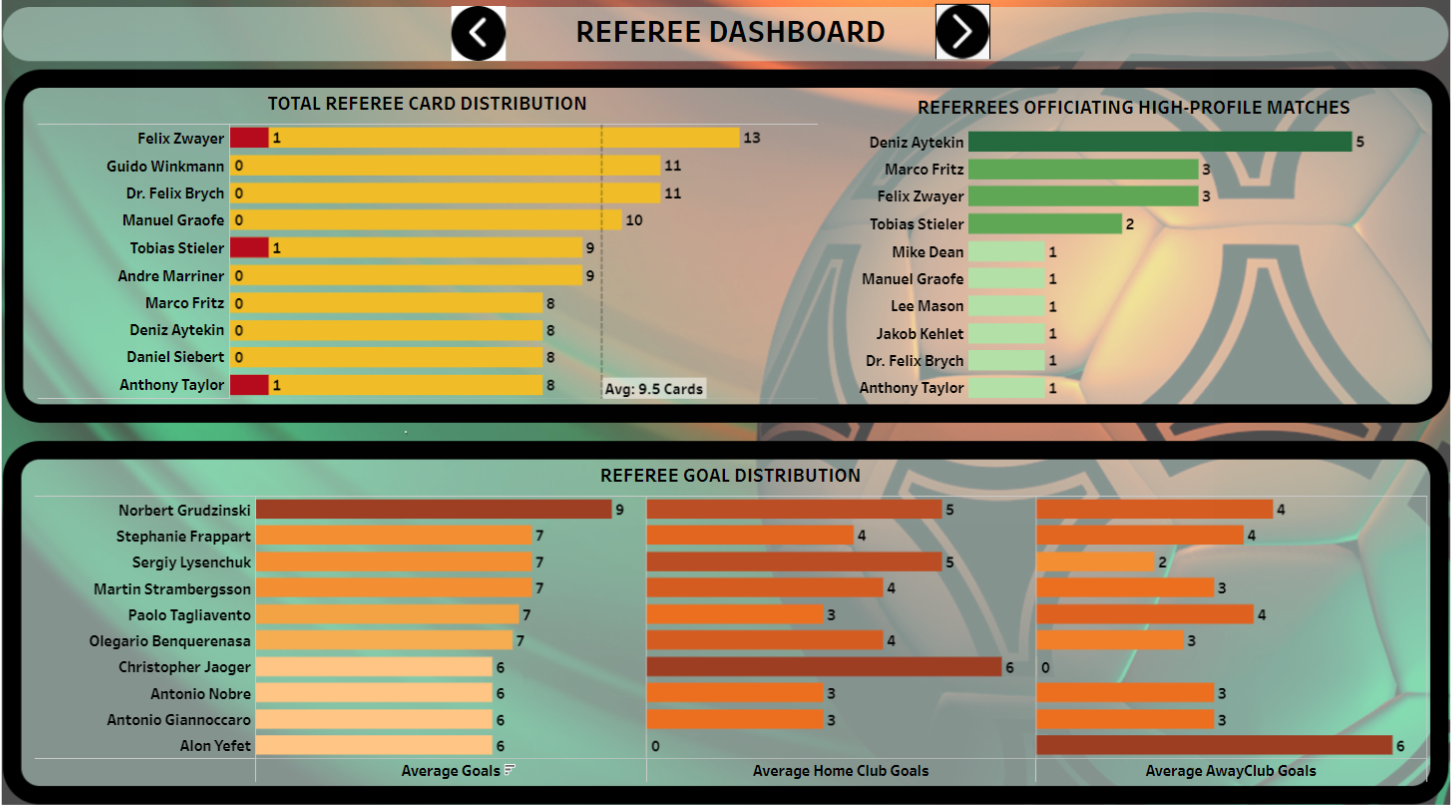 REFEREE DASHBOARD
TOTAL REFEREE CARD DISTRIBUTION
Felix Zwayer 1 13
Guido Winkmann 0 11
Dr. Felix Brych 0 11
Manuel Graofe 0 10
Tobias Stieler 1 9
Andre Marriner 0 9
Marco Fritz 0 8
Deniz Aytekin 0 8
Daniel Siebert 0 8
Anthony Taylor 1 8
Avg: 9.5 Cards
REFERREES OFFICIATING HIGH-PROFILE MATCHES
Deniz Aytekin 5
Marco Fritz 3
Felix Zwayer 3
Tobias Stieler 2
Mike Dean 1
Manuel Graofe 1
Lee Mason 1
Jakob Kehlet 1
Dr. Felix Brych 1
Anthony Taylor 1
REFEREE GOAL DISTRIBUTION
Norbert Grudzinski 9 5 4
Stephanie Frappart 7 4 4
Sergiy Lysenchuk 7 5 2
Martin Strambergsson 7 4 3
Paolo Tagliavento 7 3 4
Olegario Benquerenasa 7 4 3
Christopher Jaoger 6 6 0
Antonio Nobre 6 3 3
Antonio Giannoccaro 6 3 3
Alon Yefet 6 0 6
Average Goals Average Home Club Goals Average AwayClub Goals